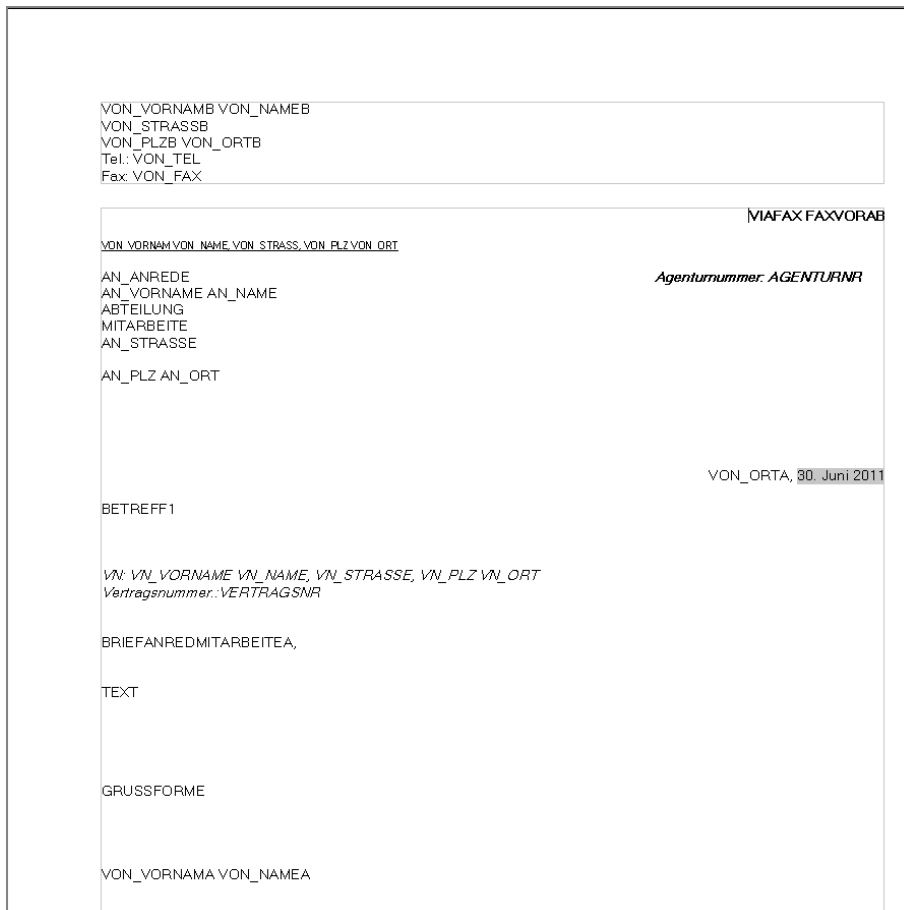 VON_VORNAMB VON_NAMEB
VON_STRASSB
VON_PLZB VON_ORTB
Tel.: VON_TEL
Fax: VON_FAX
VIAFAX FAXVORAB
VON_VORNAM VON_NAME, VON_STRASS, VON_PLZ VON_ORT
AN_ANREDE Agenturnummer: AGENTURNR
AN_VORNAME AN_NAME
ABTEILUNG
MITARBEITE
AN_STRASSE
AN_PLZ AN_ORT
VON_ORTA, 30. Juni 2011
BETREFF1
VN: VN_VORNAME VN_NAME, VN_STRASSE, VN_PLZ VN_ORT
Vertragsnummer.:VERTRAGSNR
BRIEFANREDMITARBEITEA,
TEXT
GRUSSFORME
VON_VORNAMA VON_NAMEA